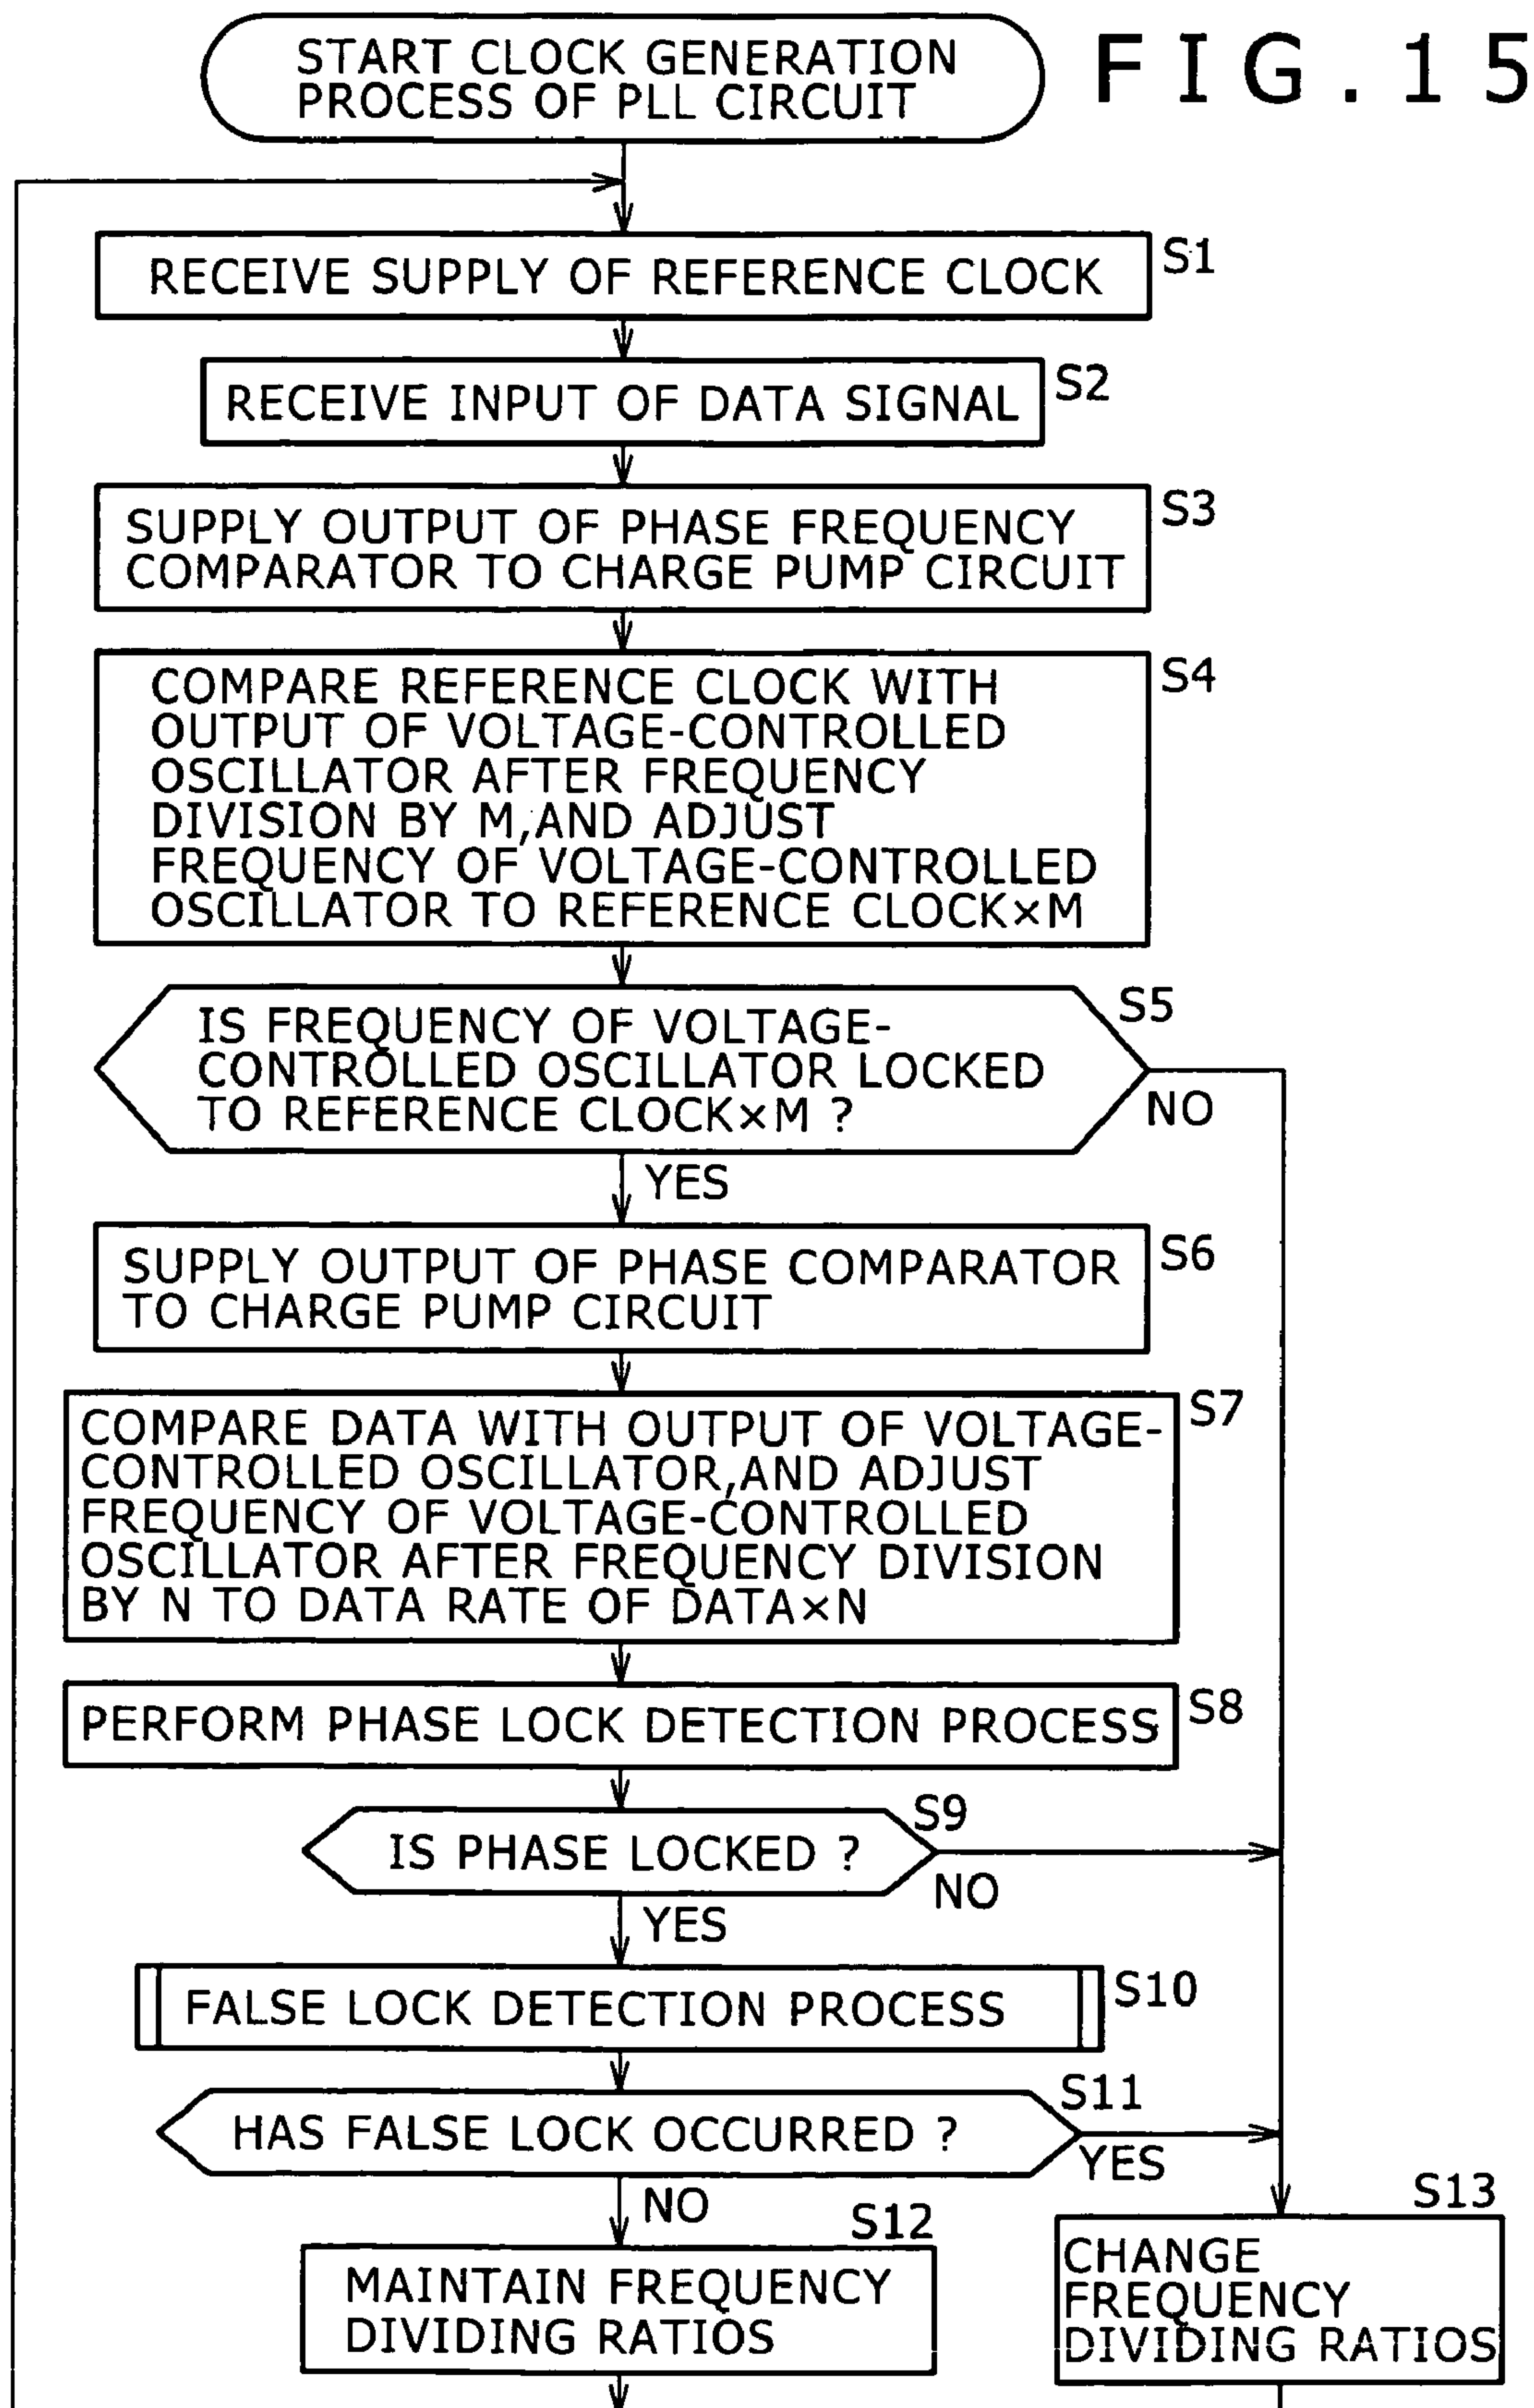 START CLOCK GENERATION
PROCESS OF PLL CIRCUIT
FIG.15
RECEIVE SUPPLY OF REFERENCE CLOCK
S1
RECEIVE INPUT OF DATA SIGNAL
S2
SUPPLY OUTPUT OF PHASE FREQUENCY
COMPARATOR TO CHARGE PUMP CIRCUIT
S3
COMPARE REFERENCE CLOCK WITH
OUTPUT OF VOLTAGE-CONTROLLED
OSCILLATOR AFTER FREQUENCY
DIVISION BY M,AND ADJUST
FREQUENCY OF VOLTAGE-CONTROLLED
OSCILLATOR TO REFERENCE CLOCK×M
S4
IS FREQUENCY OF VOLTAGE-
CONTROLLED OSCILLATOR LOCKED
TO REFERENCE CLOCK×M ?
S5
NO
YES
SUPPLY OUTPUT OF PHASE COMPARATOR
TO CHARGE PUMP CIRCUIT
S6
COMPARE DATA WITH OUTPUT OF VOLTAGE-
CONTROLLED OSCILLATOR,AND ADJUST
FREQUENCY OF VOLTAGE-CONTROLLED
OSCILLATOR AFTER FREQUENCY DIVISION
BY N TO DATA RATE OF DATA×N
S7
PERFORM PHASE LOCK DETECTION PROCESS
S8
IS PHASE LOCKED ?
S9
NO
YES
FALSE LOCK DETECTION PROCESS
S10
HAS FALSE LOCK OCCURRED ?
S11
YES
NO
S12
MAINTAIN FREQUENCY
DIVIDING RATIOS
S13
CHANGE
FREQUENCY
DIVIDING RATIOS